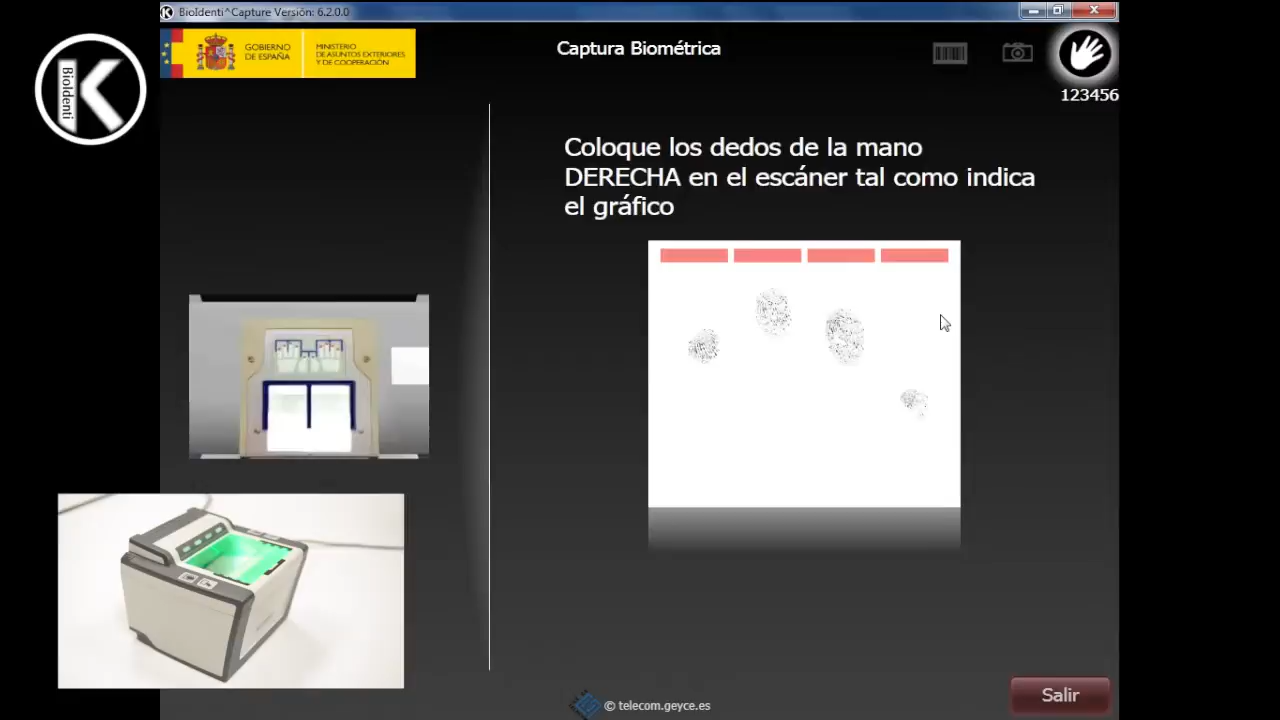 BioIdenti^Capture Versión: 6.2.0.0
BioIdenti
K
GOBIERNO
DE ESPAÑA
MINISTERIO
DE ASUNTOS EXTERIORES
Y DE COOPERACIÓN
Captura Biométrica
123456
Coloque los dedos de la mano
DERECHA en el escáner tal como indica
el gráfico
© telecom.geyce.es
Salir